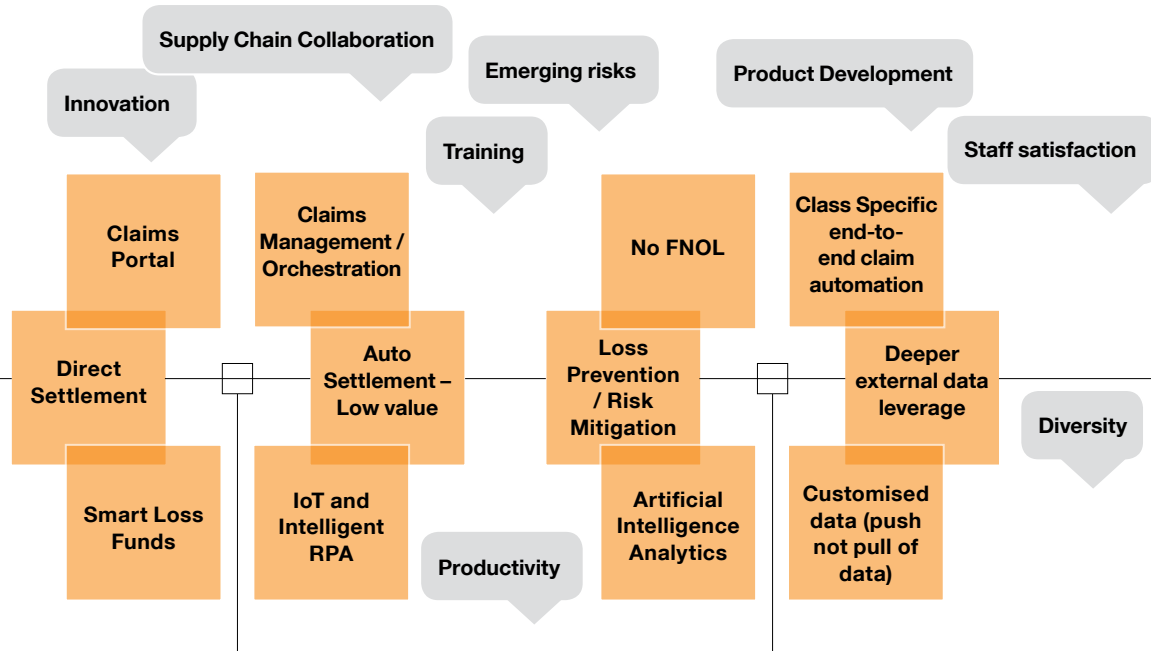 Supply Chain Collaboration
Innovation
Emerging risks
Product Development
Training
Staff satisfaction
Claims
Portal
Claims
Management /
Orchestration
No FNOL
Class Specific
end-to-
end claim
automation
Direct
Settlement
Auto
Settlement –
Low value
Loss
Prevention
/ Risk
Mitigation
Deeper
external data
leverage
Diversity
Smart Loss
Funds
IoT and
Intelligent
RPA
Productivity
Artificial
Intelligence
Analytics
Customised
data (push
not pull of
data)